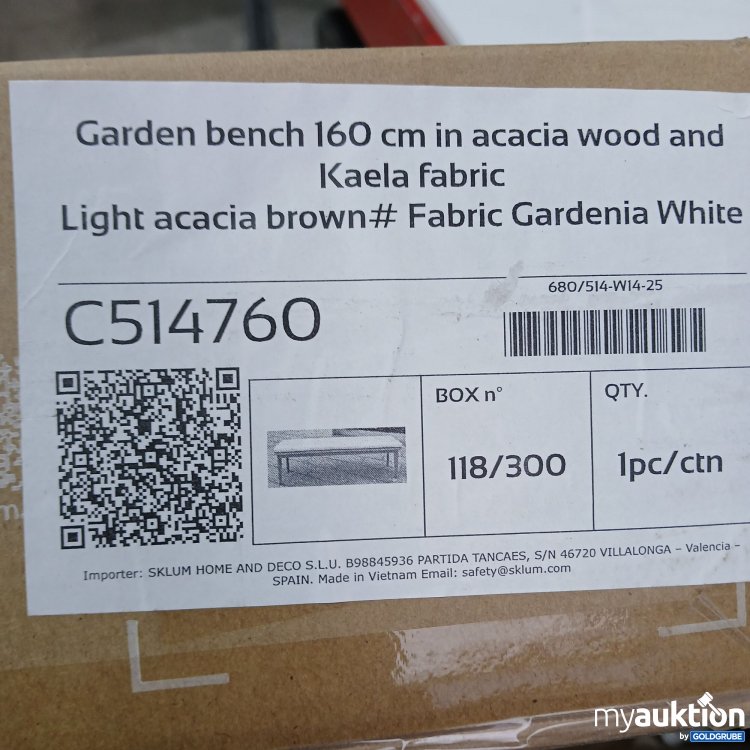 Garden bench 160 cm in acacia wood and
Kaela fabric
Light acacia brown# Fabric Gardenia White
680/514-W14-25
C514760
BOX n°
QTY.
118/300
1pc/ctn
Importer: SKLUM HOME AND DECO S.L.U. B98845936 PARTIDA TANCAES, S/N 46720 VILLALONGA – Valencia –
SPAIN. Made in Vietnam Email: safety@sklum.com
myauktion
by GOLDGRUBE